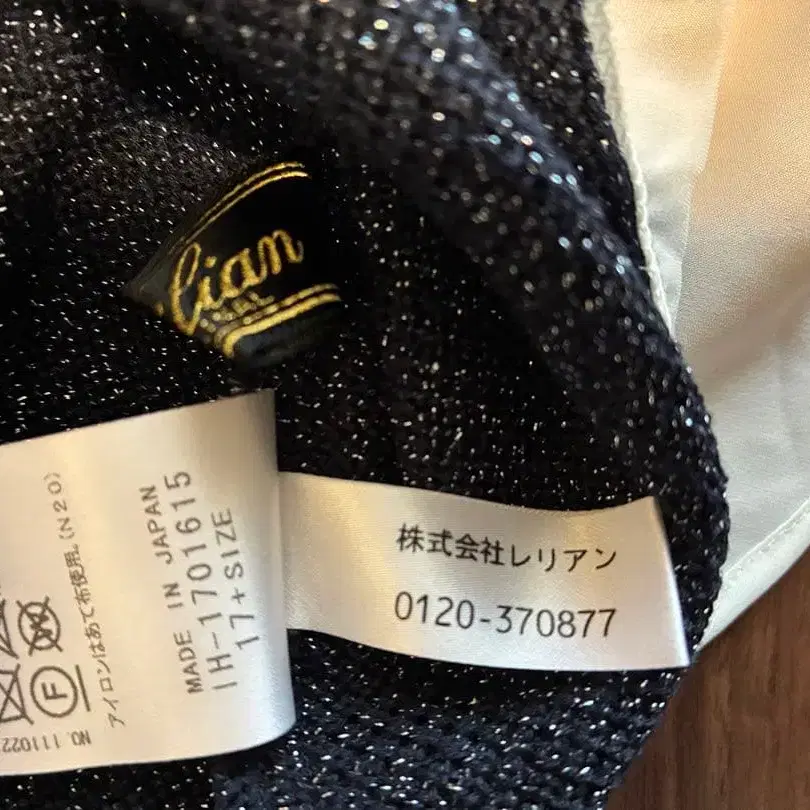 lian
MADE IN JAPAN
IH-1701615
17+SIZE
アイロンはあて布使用。(N20)
F
株式会社レリアン
0120-370877